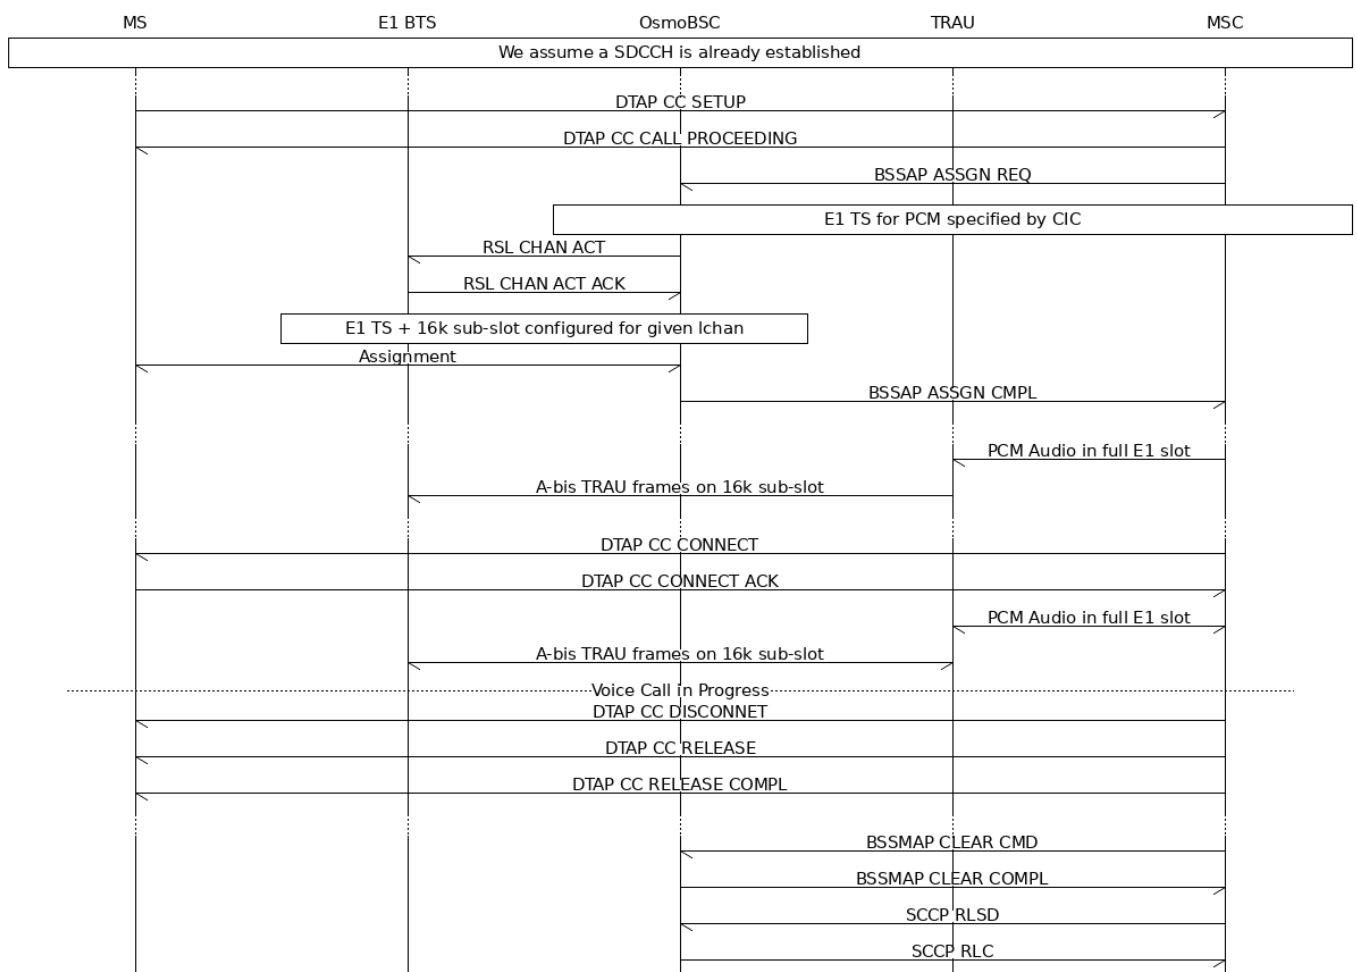 MS E1 BTS OsmoBSC TRAU MSC
We assume a SDCCH is already established
DTAP CC SETUP
DTAP CC CALL PROCEEDING
BSSAP ASSGN REQ
E1 TS for PCM specified by CIC
RSL CHAN ACT
RSL CHAN ACT ACK
E1 TS + 16k sub-slot configured for given lchan
Assignment
BSSAP ASSGN CMPL
PCM Audio in full E1 slot
A-bis TRAU frames on 16k sub-slot
DTAP CC CONNECT
DTAP CC CONNECT ACK
PCM Audio in full E1 slot
A-bis TRAU frames on 16k sub-slot
Voice Call in Progress
DTAP CC DISCONNET
DTAP CC RELEASE
DTAP CC RELEASE COMPL
BSSMAP CLEAR CMD
BSSMAP CLEAR COMPL
SCCP RLSD
SCCP RLC